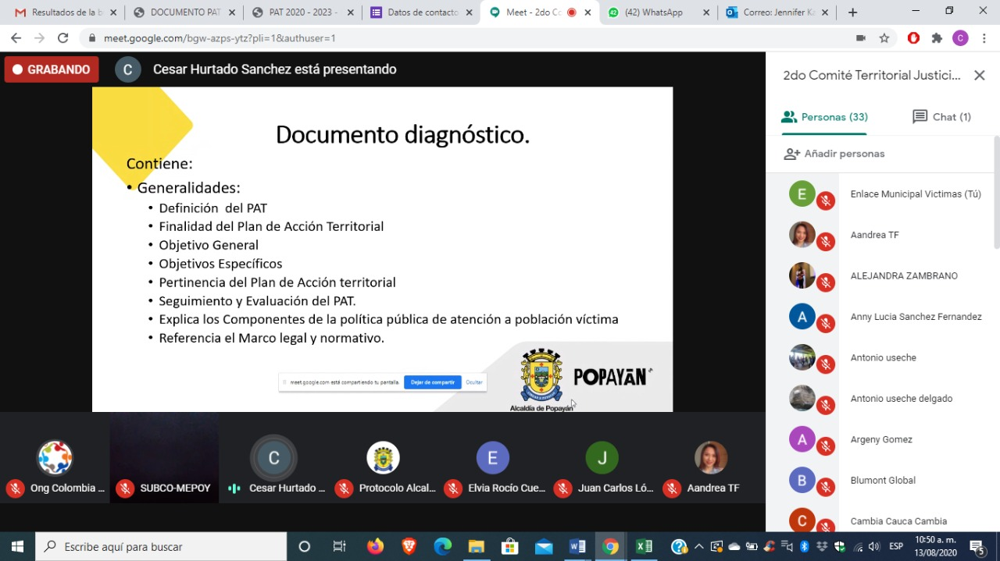 Resultados de la b
DOCUMENTO PAT
PAT 2020 - 2023 -
Datos de contacto
Meet - 2do Co
(42) WhatsApp
Correo: Jennifer Ka
meet.google.com/bgw-azps-ytz?pli=1&authuser=1
C
GRABANDO
C
Cesar Hurtado Sanchez está presentando
Documento diagnóstico.
Contiene:
• Generalidades:
• Definición del PAT
• Finalidad del Plan de Acción Territorial
• Objetivo General
• Objetivos Específicos
• Pertinencia del Plan de Acción territorial
• Seguimiento y Evaluación del PAT.
• Explica los Componentes de la política pública de atención a población víctima
• Referencia el Marco legal y normativo.
meet.google.com está compartiendo tu pantalla.
Dejar de compartir
Ocultar
POPAYÁN
Alcaldía de Popayán
Ong Colombia ...
SUBCO-MEPOY
C
Cesar Hurtado ...
Protocolo Alcal...
E
Elvia Rocío Cue...
J
Juan Carlos Ló...
Aandrea TF
2do Comité Territorial Justici...
Personas (33)
Chat (1)
Añadir personas
E
Enlace Municipal Victimas (Tú)
Aandrea TF
ALEJANDRA ZAMBRANO
A
Anny Lucia Sanchez Fernandez
Antonio useche
Antonio useche delgado
A
Argeny Gomez
B
Blumont Global
C
Cambia Cauca Cambia
Escribe aquí para buscar
ESP
10:50 a. m.
13/08/2020
5